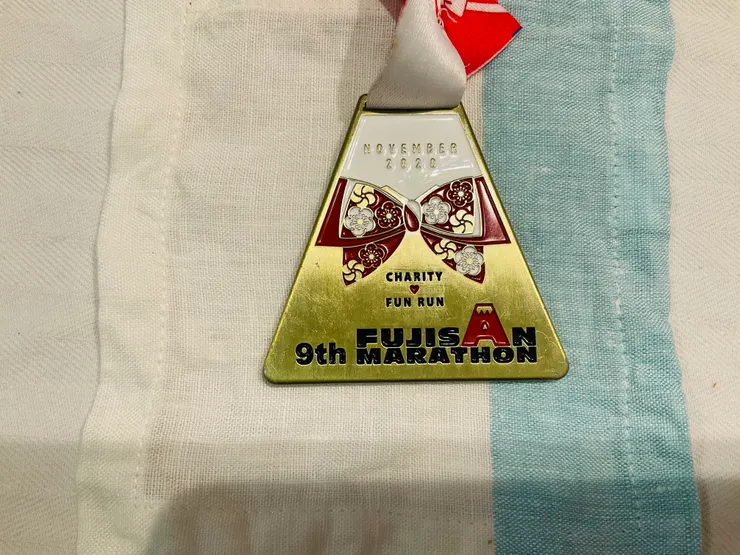 NOVEMBER
2020
CHARITY
FUN RUN
9th FUJISAN
MARATHON